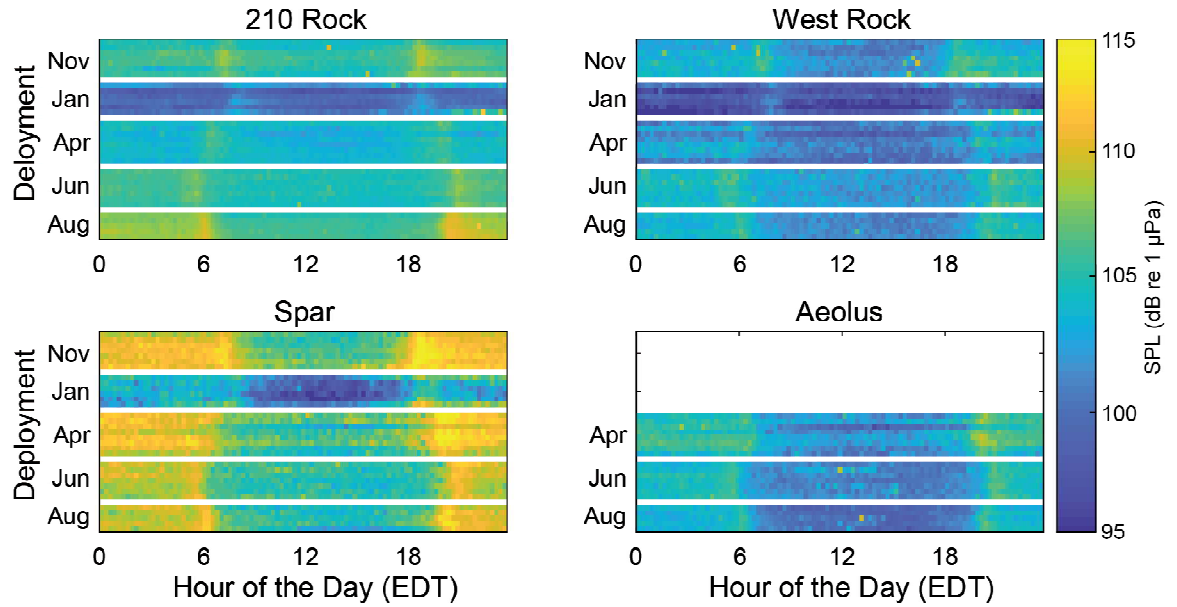 210 Rock
West Rock
Deloyment
Nov
Jan
Apr
Jun
Aug
0 6 12 18
Nov
Jan
Apr
Jun
Aug
0 6 12 18
115
110
105
100
95
SPL (dB re 1 µPa)
Spar
Aeolus
Deployment
Nov
Jan
Apr
Jun
Aug
0 6 12 18
Hour of the Day (EDT)
Apr
Jun
Aug
0 6 12 18
Hour of the Day (EDT)